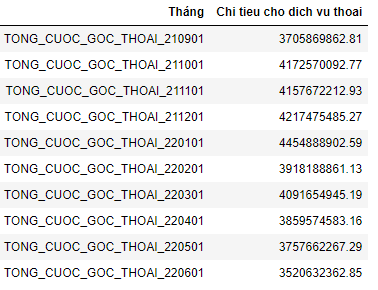 Tháng Chi tieu cho dich vu thoai
TONG_CUOC_GOC_THOAI_210901 3705869862.81
TONG_CUOC_GOC_THOAI_211001 4172570092.77
TONG_CUOC_GOC_THOAI_211101 4157672212.93
TONG_CUOC_GOC_THOAI_211201 4217475485.27
TONG_CUOC_GOC_THOAI_220101 4454888902.59
TONG_CUOC_GOC_THOAI_220201 3918188861.13
TONG_CUOC_GOC_THOAI_220301 4091654945.19
TONG_CUOC_GOC_THOAI_220401 3859574583.16
TONG_CUOC_GOC_THOAI_220501 3757662267.29
TONG_CUOC_GOC_THOAI_220601 3520632362.85